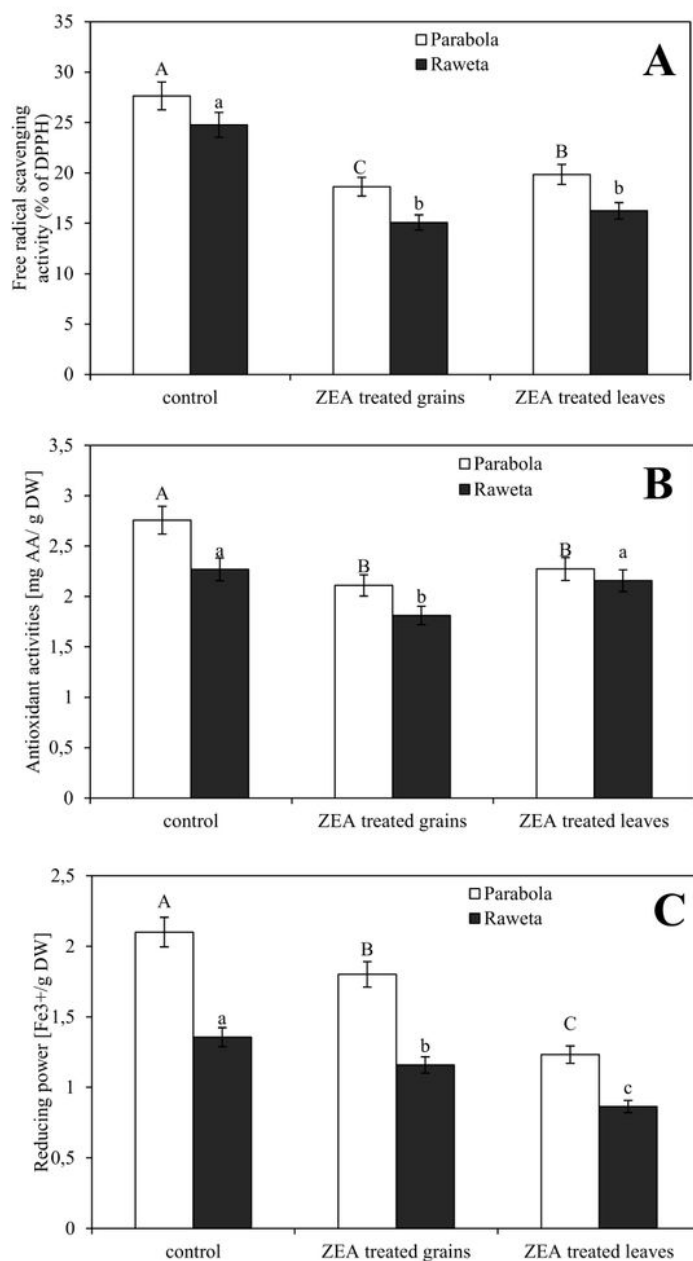 Free radical scavenging
activity (% of DPPH)
35
30
25
20
15
10
5
0
Parabola
Raweta
A
A
a
C
b
B
b
control
ZEA treated grains
ZEA treated leaves
Antioxidant activities [mg AA/ g DW]
3,5
3
2,5
2
1,5
1
0,5
0
Parabola
Raweta
B
A
a
B
b
B
a
control
ZEA treated grains
ZEA treated leaves
Reducing power [Fe3+/g DW]
2,5
2
1,5
1
0,5
0
Parabola
Raweta
C
A
a
B
b
C
c
control
ZEA treated grains
ZEA treated leaves